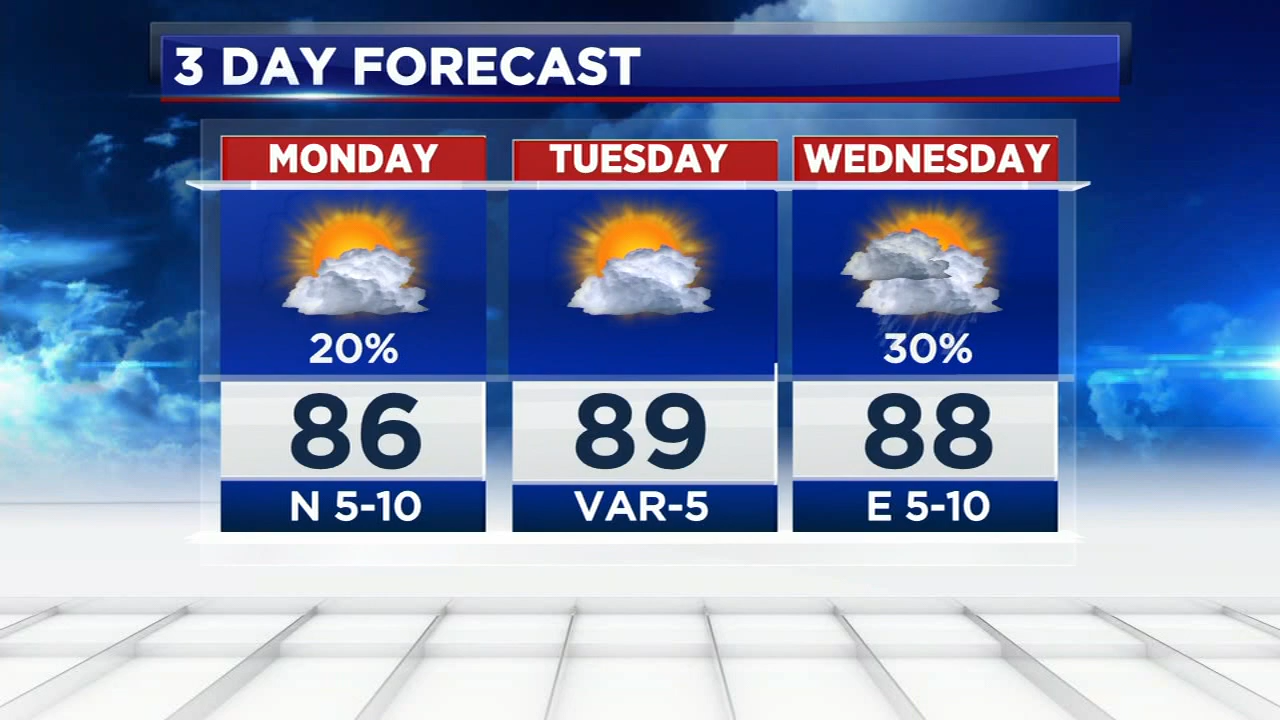 3 DAY FORECAST
MONDAY
20%
86
N 5-10
TUESDAY
89
VAR-5
WEDNESDAY
30%
88
E 5-10